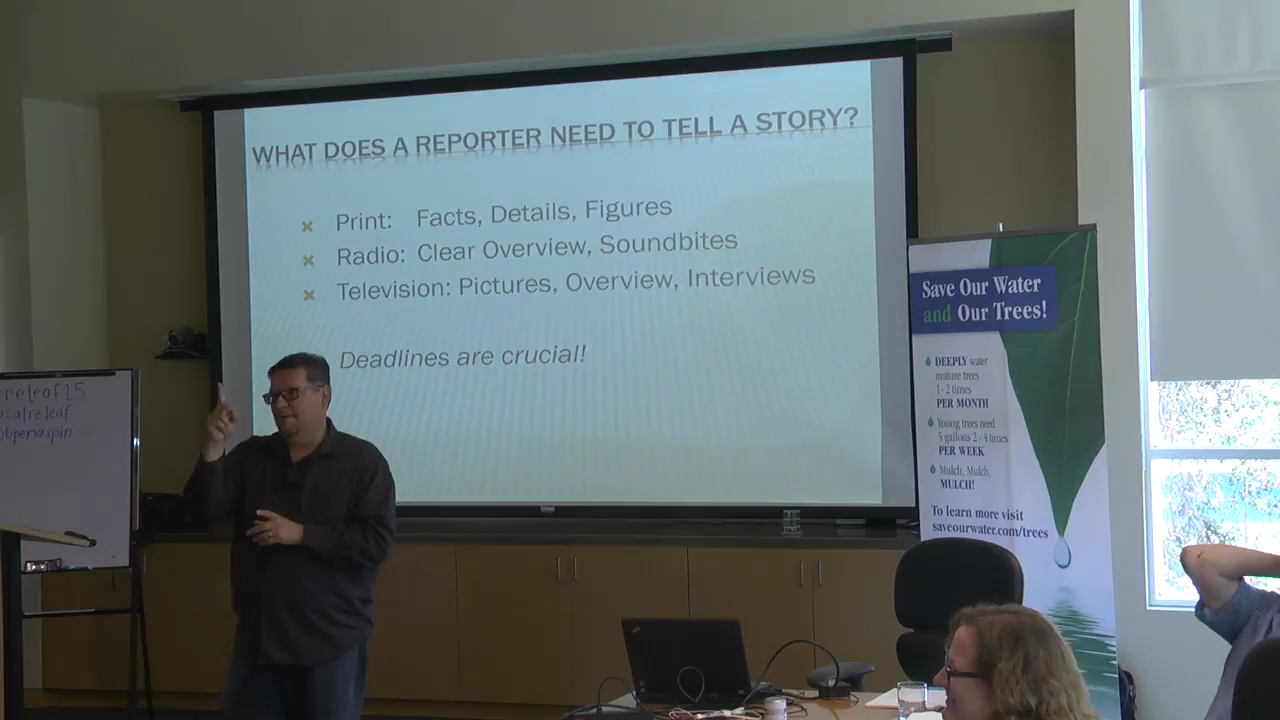 WHAT DOES A REPORTER NEED TO TELL A STORY?
Print: Facts, Details, Figures
Radio: Clear Overview, Soundbites
Television: Pictures, Overview, Interviews
Deadlines are crucial!
Save Our Water
and Our Trees!
DEEPLY water
mature trees
1 - 2 times
PER MONTH
Young trees need
5 gallons 2 - 4 times
PER WEEK
Mulch, Mulch,
MULCH!
To learn more visit
saveourwater.com/trees